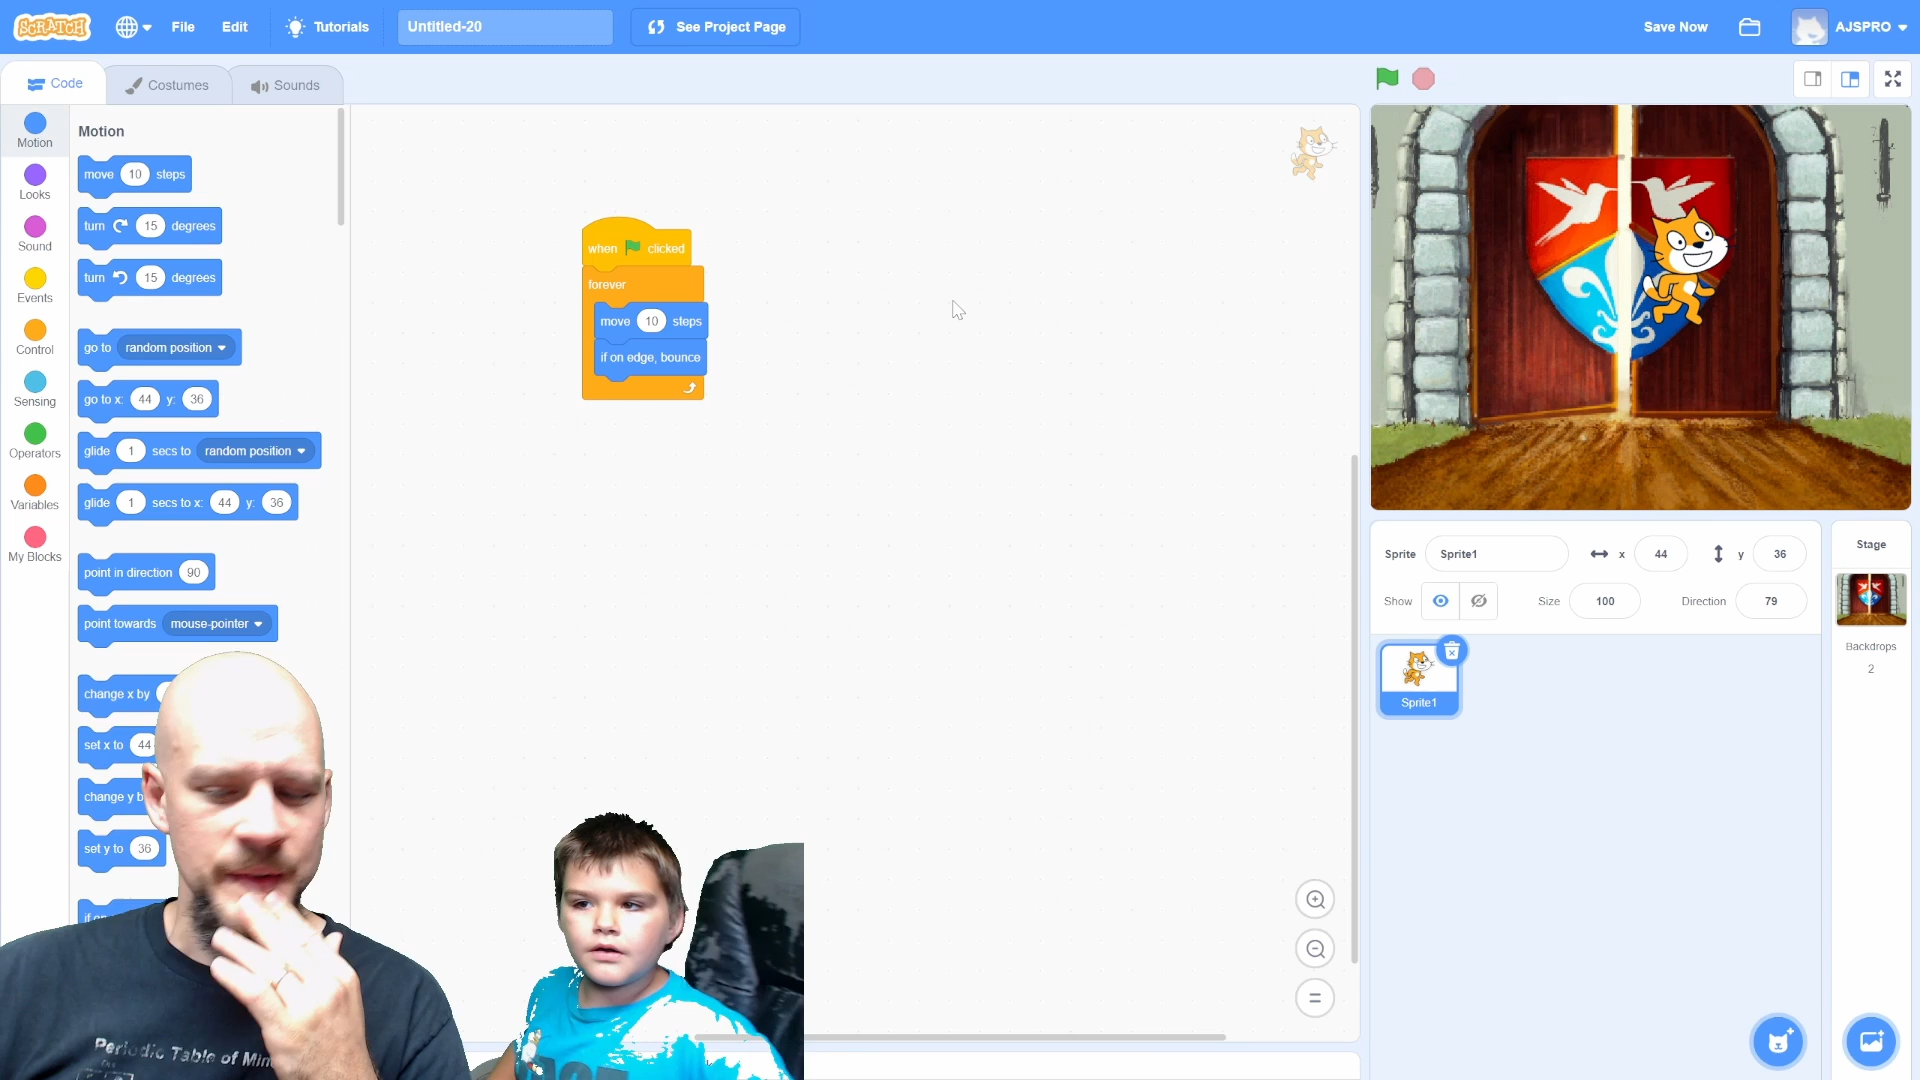 SCRATCH
File
Edit
Tutorials
Untitled-20
See Project Page
Save Now
AJSPRO
Code
Costumes
Sounds
Motion
Looks
Sound
Events
Control
Sensing
Operators
Variables
My Blocks
Motion
move 10 steps
turn 15 degrees
turn 15 degrees
go to random position
go to x: 44 y: 36
glide 1 secs to random position
glide 1 secs to x: 44 y: 36
point in direction 90
point towards mouse-pointer
change x by
set x to 44
change y
set y to 36
when clicked
forever
move 10 steps
if on edge, bounce
Sprite Sprite1 x 44 y 36
Show Size 100 Direction 79
Sprite1
Stage
Backdrops
2
Periodic Table of